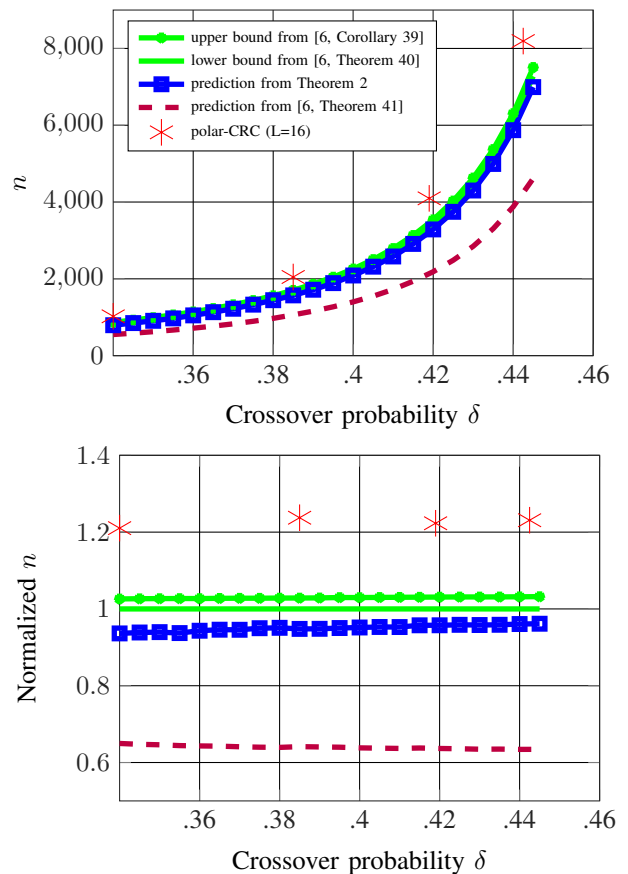 8,000
6,000
4,000
2,000
0
n
upper bound from [6, Corollary 39]
lower bound from [6, Theorem 40]
prediction from Theorem 2
prediction from [6, Theorem 41]
polar-CRC (L=16)
.36 .38 .4 .42 .44 .46
Crossover probability δ
1.4
1.2
1
0.8
0.6
Normalized n
.36 .38 .4 .42 .44 .46
Crossover probability δ